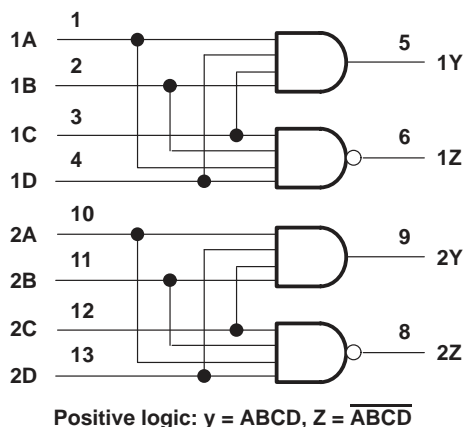 1A 1
1B 2
1C 3
1D 4
5 1Y
6 1Z
2A 10
2B 11
2C 12
2D 13
9 2Y
8 2Z
Positive logic: y = ABCD, Z = A̅B̅C̅D̅